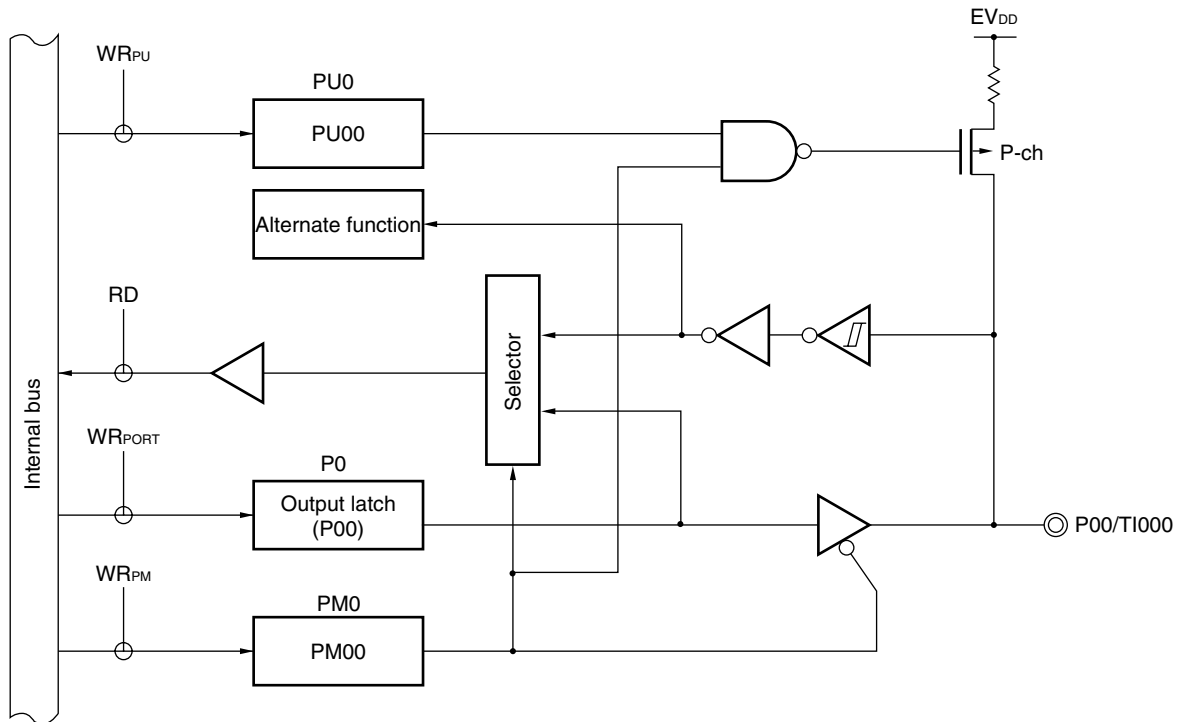 EVDD
WRPU
PU0
PU00
P-ch
Alternate function
RD
Selector
Internal bus
WRPORT
P0
Output latch
(P00)
P00/TI000
WRPM
PM0
PM00